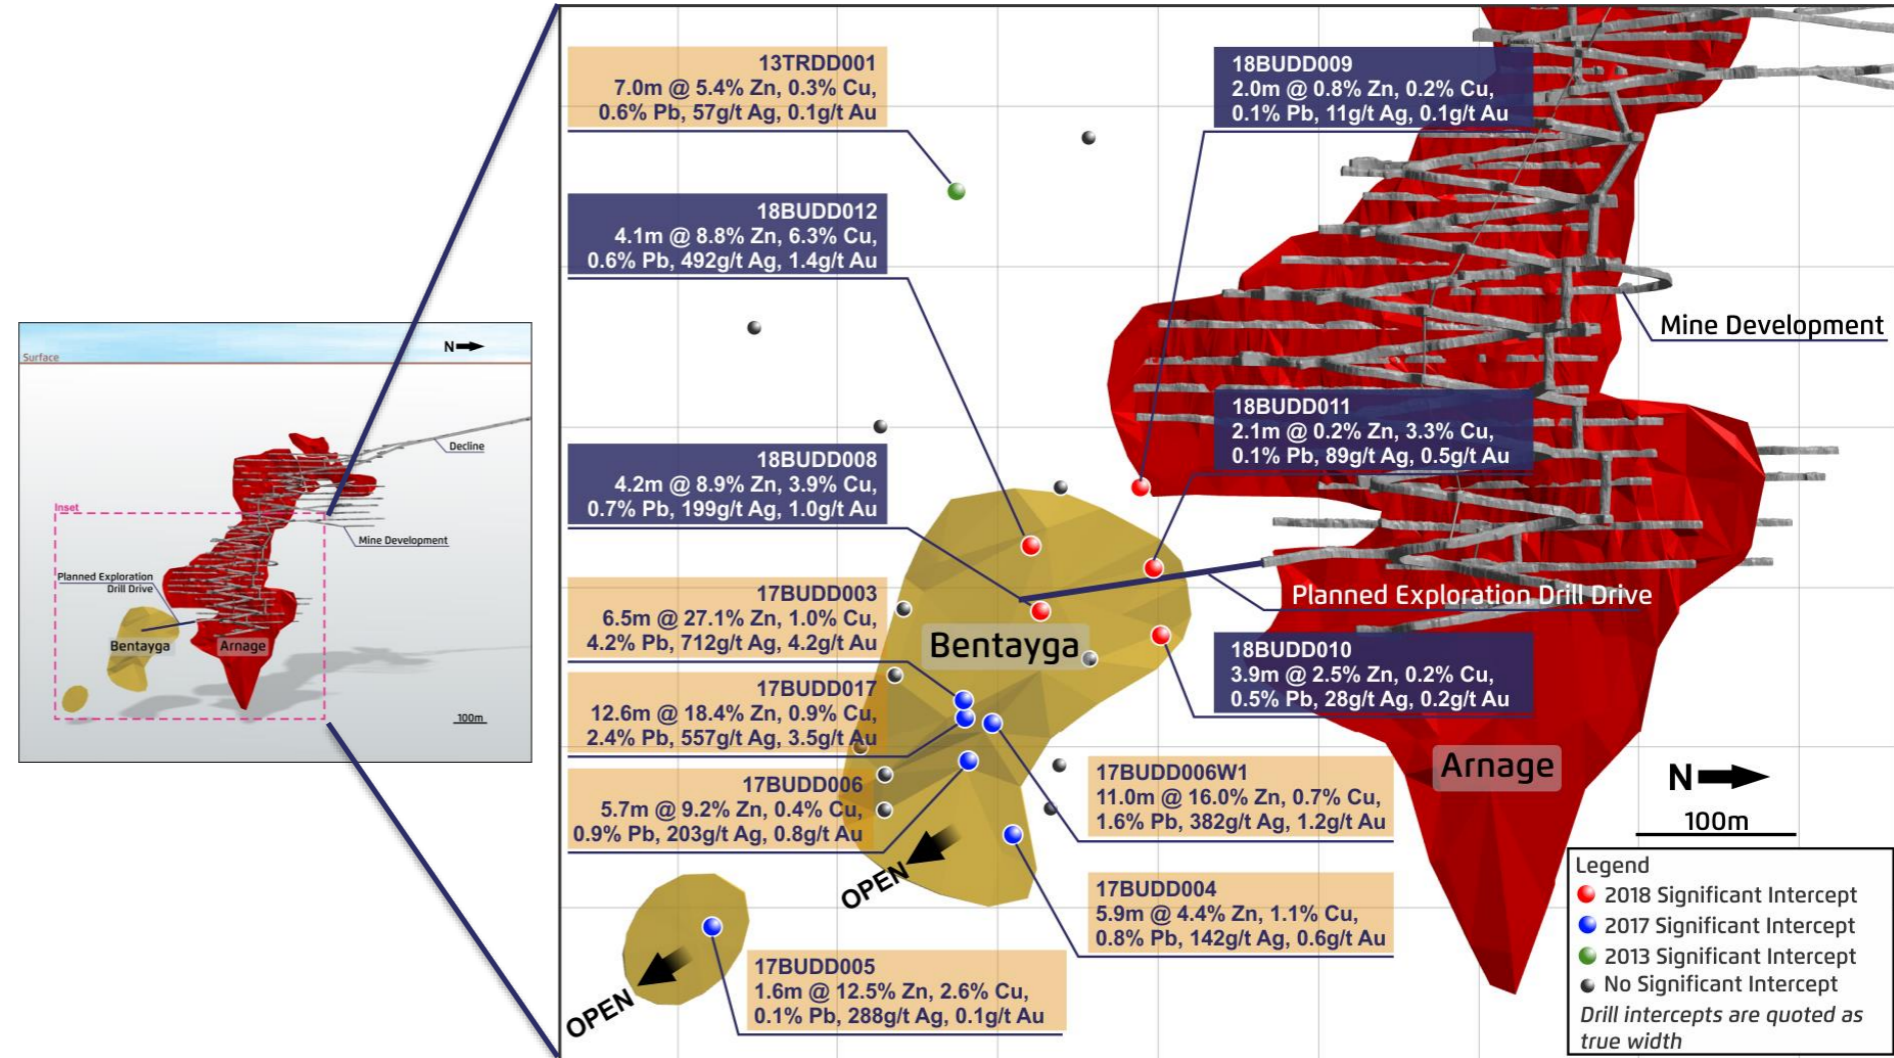 Surface
N
Decline
Inset
Mine Development
Planned Exploration
Drill Drive
Bentayga
Arnage
100m
13TRDD001
7.0m @ 5.4% Zn, 0.3% Cu,
0.6% Pb, 57g/t Ag, 0.1g/t Au
18BUDD009
2.0m @ 0.8% Zn, 0.2% Cu,
0.1% Pb, 11g/t Ag, 0.1g/t Au
18BUDD012
4.1m @ 8.8% Zn, 6.3% Cu,
0.6% Pb, 492g/t Ag, 1.4g/t Au
Mine Development
18BUDD011
2.1m @ 0.2% Zn, 3.3% Cu,
0.1% Pb, 89g/t Ag, 0.5g/t Au
18BUDD008
4.2m @ 8.9% Zn, 3.9% Cu,
0.7% Pb, 199g/t Ag, 1.0g/t Au
Planned Exploration Drill Drive
17BUDD003
6.5m @ 27.1% Zn, 1.0% Cu,
4.2% Pb, 712g/t Ag, 4.2g/t Au
Bentayga
18BUDD010
3.9m @ 2.5% Zn, 0.2% Cu,
0.5% Pb, 28g/t Ag, 0.2g/t Au
17BUDD017
12.6m @ 18.4% Zn, 0.9% Cu,
2.4% Pb, 557g/t Ag, 3.5g/t Au
17BUDD006
5.7m @ 9.2% Zn, 0.4% Cu,
0.9% Pb, 203g/t Ag, 0.8g/t Au
17BUDD006W1
11.0m @ 16.0% Zn, 0.7% Cu,
1.6% Pb, 382g/t Ag, 1.2g/t Au
Arnage
N
100m
OPEN
17BUDD004
5.9m @ 4.4% Zn, 1.1% Cu,
0.8% Pb, 142g/t Ag, 0.6g/t Au
OPEN
17BUDD005
1.6m @ 12.5% Zn, 2.6% Cu,
0.1% Pb, 288g/t Ag, 0.1g/t Au
Legend
2018 Significant Intercept
2017 Significant Intercept
2013 Significant Intercept
No Significant Intercept
Drill intercepts are quoted as
true width